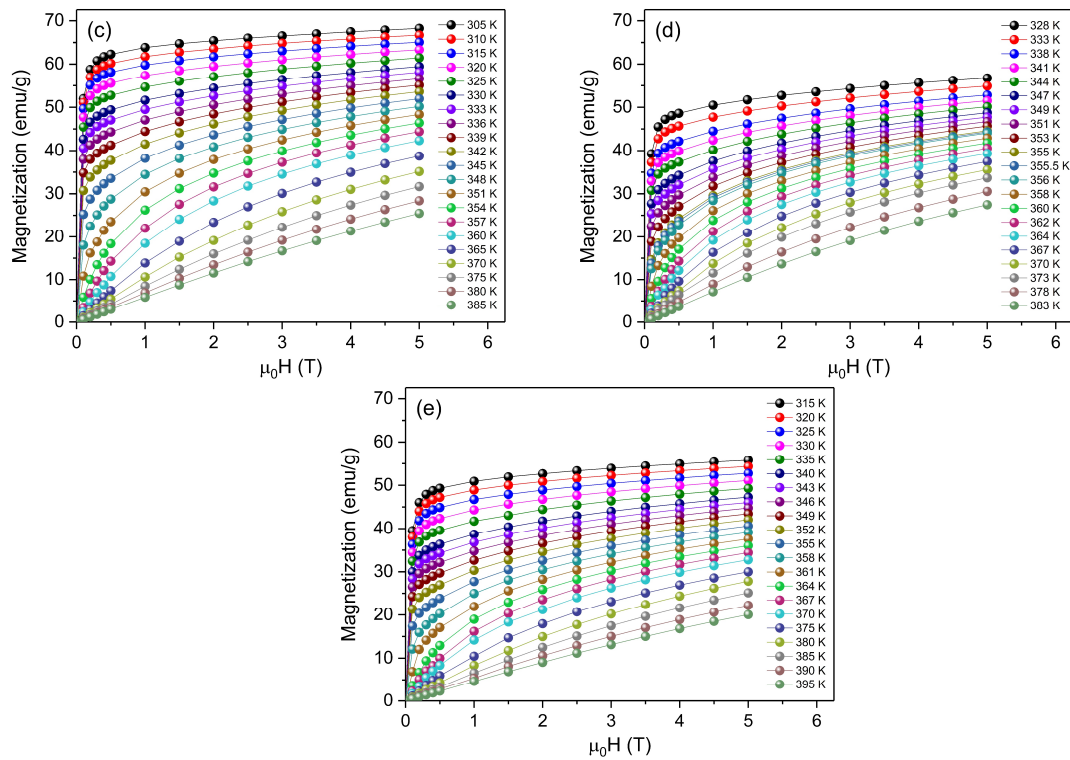 (c)
Magnetization (emu/g)
70
60
50
40
30
20
10
0
0 1 2 3 4 5 6
μ₀H (T)
305 K
310 K
315 K
320 K
325 K
330 K
333 K
336 K
339 K
342 K
345 K
348 K
351 K
354 K
357 K
360 K
365 K
370 K
375 K
380 K
385 K
(d)
Magnetization (emu/g)
70
60
50
40
30
20
10
0
0 1 2 3 4 5 6
μ₀H (T)
328 K
333 K
338 K
341 K
344 K
347 K
349 K
351 K
353 K
355 K
355.5 K
356 K
358 K
360 K
362 K
364 K
367 K
370 K
373 K
378 K
383 K
(e)
Magnetization (emu/g)
70
60
50
40
30
20
10
0
0 1 2 3 4 5 6
μ₀H (T)
315 K
320 K
325 K
330 K
335 K
340 K
343 K
346 K
349 K
352 K
355 K
358 K
361 K
364 K
367 K
370 K
375 K
380 K
385 K
390 K
395 K